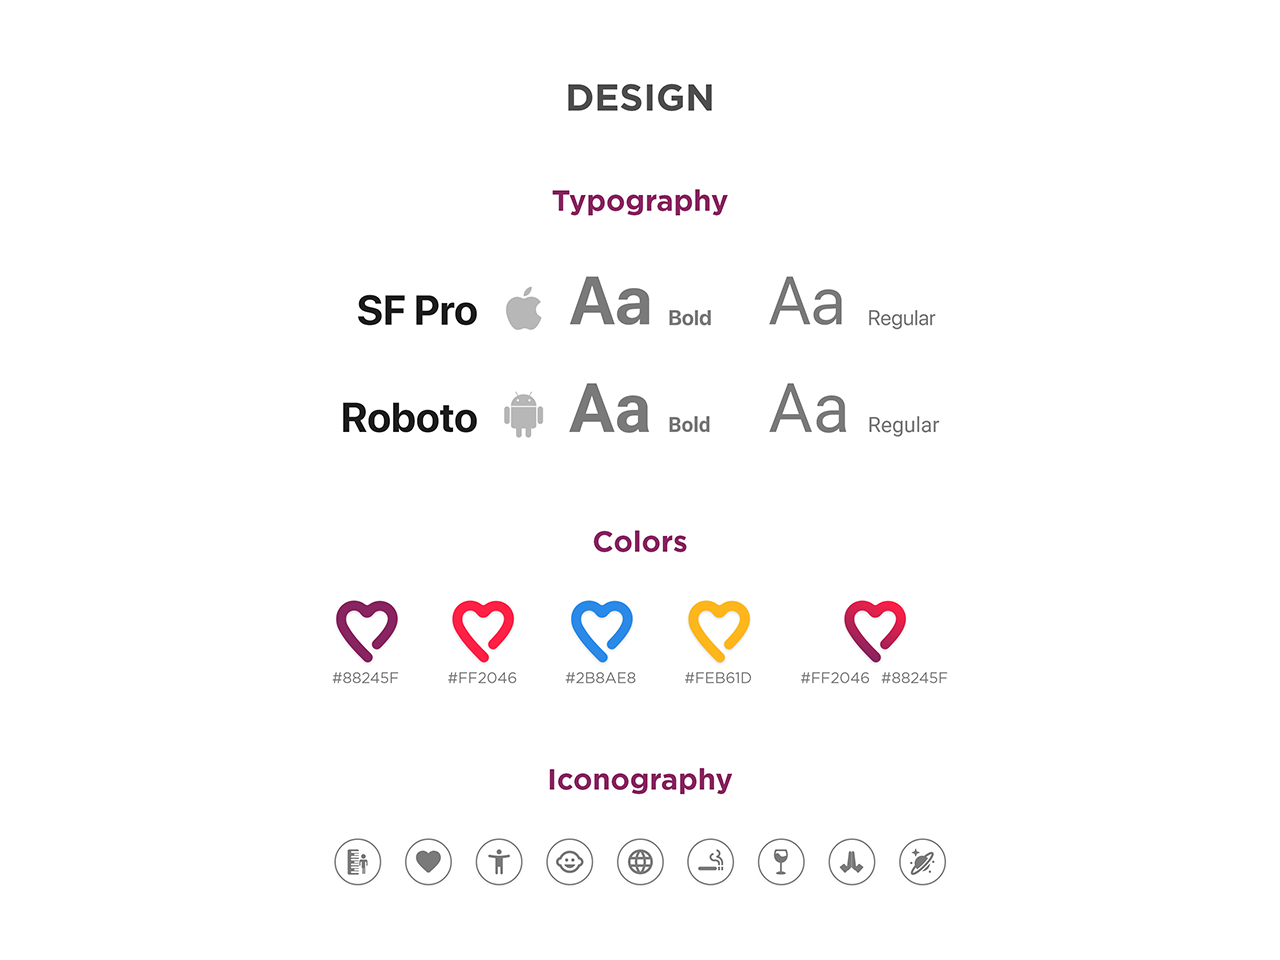 DESIGN
Typography
SF Pro Aa Bold Aa Regular
Roboto Aa Bold Aa Regular
Colors
#88245F #FF2046 #2B8AE8 #FEB61D #FF2046 #88245F
Iconography